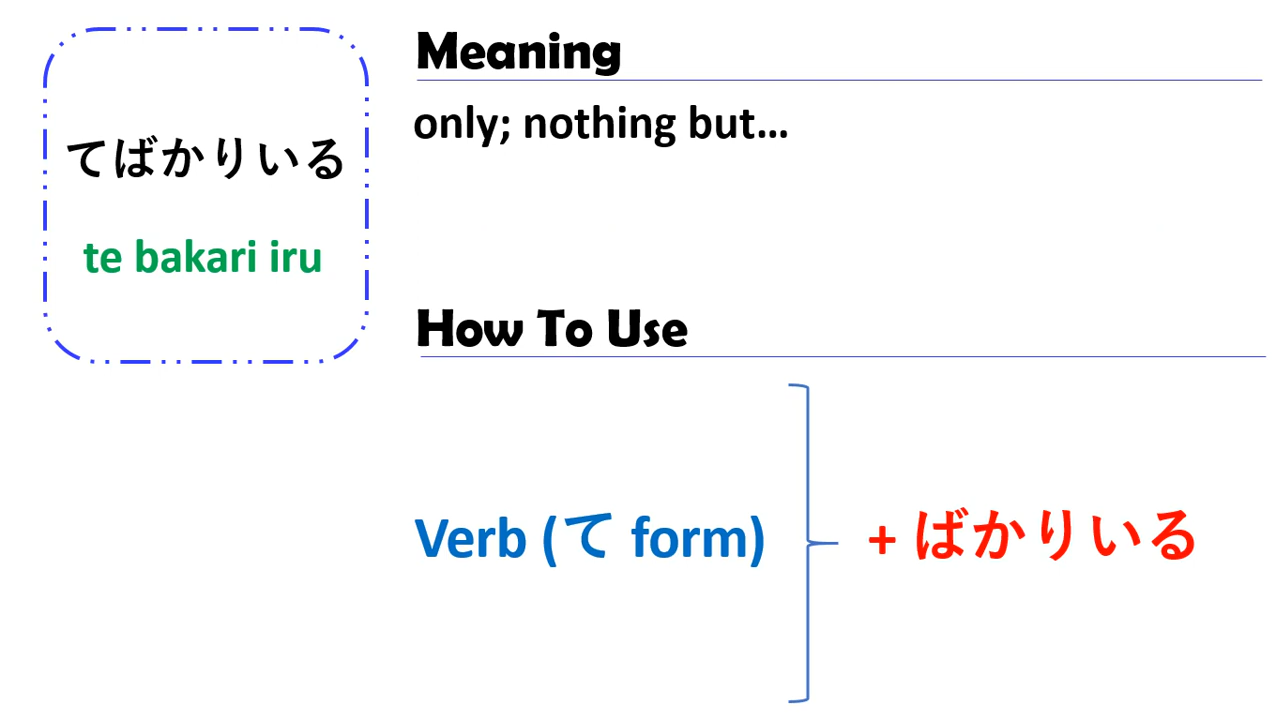 てばかりいる
te bakari iru
Meaning
only; nothing but...
How To Use
Verb (て form)
+ ばかりいる